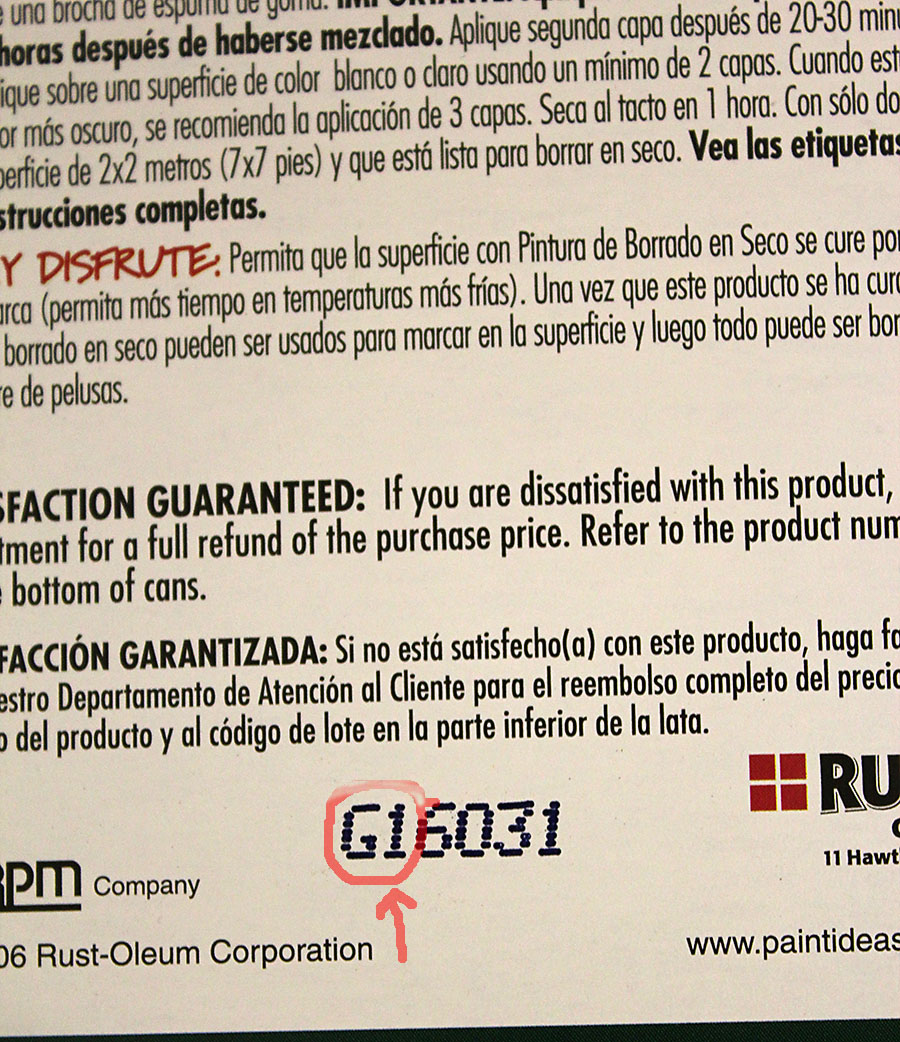 una brocha de espuma de goma.
horas después de haberse mezclado. Aplique segunda capa después de 20-30 minu
ique sobre una superficie de color blanco o claro usando un mínimo de 2 capas. Cuando est
or más oscuro, se recomienda la aplicación de 3 capas. Seca al tacto en 1 hora. Con sólo do
perficie de 2x2 metros (7x7 pies) y que está lista para borrar en seco. Vea las etiquetas
strucciones completas.
Y DISFRUTE: Permita que la superficie con Pintura de Borrado en Seco se cure por
arca (permita más tiempo en temperaturas más frías). Una vez que este producto se ha cura
borrado en seco pueden ser usados para marcar en la superficie y luego todo puede ser bor
re de pelusas.
SFACTION GUARANTEED: If you are dissatisfied with this product,
tment for a full refund of the purchase price. Refer to the product num
bottom of cans.
FACCIÓN GARANTIZADA: Si no está satisfecho(a) con este producto, haga fa
estro Departamento de Atención al Cliente para el reembolso completo del precio
o del producto y al código de lote en la parte inferior de la lata.
G16031
RU
RPM Company
11 Hawt
06 Rust-Oleum Corporation
www.paintideas